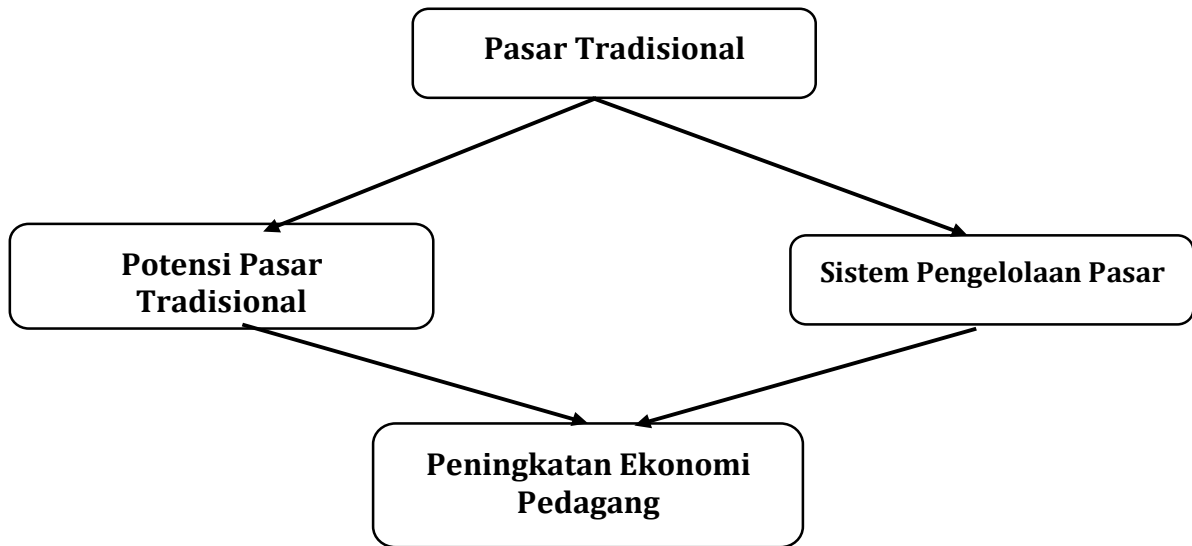 Pasar Tradisional
Potensi Pasar
Tradisional
Sistem Pengelolaan Pasar
Peningkatan Ekonomi
Pedagang